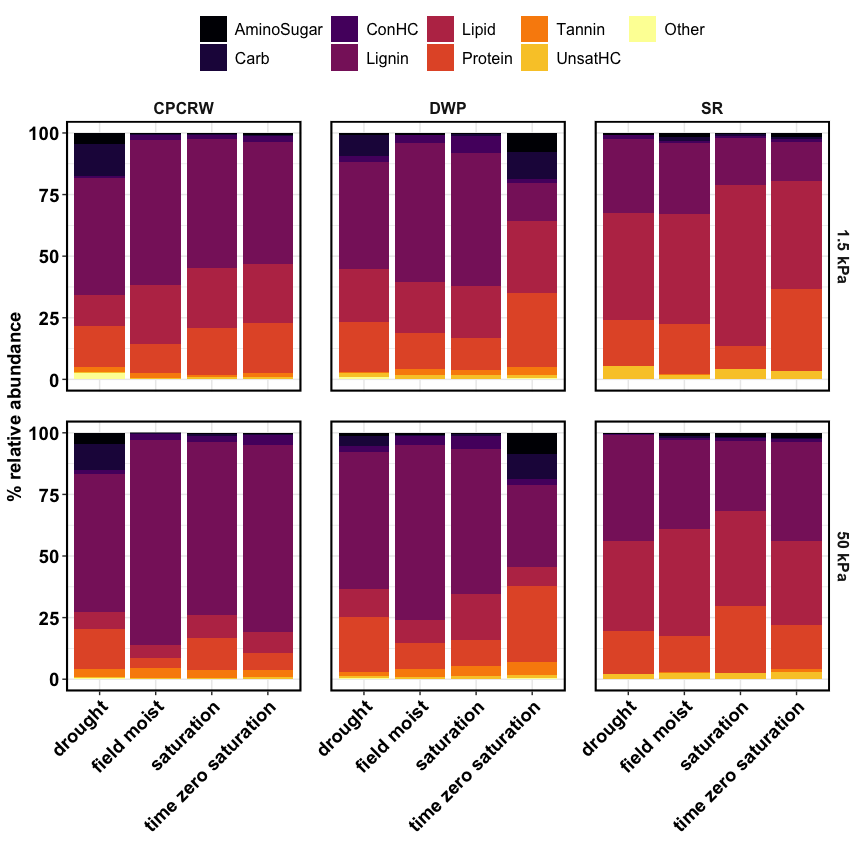 AminoSugar ConHC Lipid Tannin Other
Carb Lignin Protein UnsatHC
CPCRW DWP SR
100
75
50
25
0
1.5 kPa
% relative abundance
100
75
50
25
0
50 kPa
drought field moist saturation time zero saturation drought field moist saturation time zero saturation drought field moist saturation time zero saturation